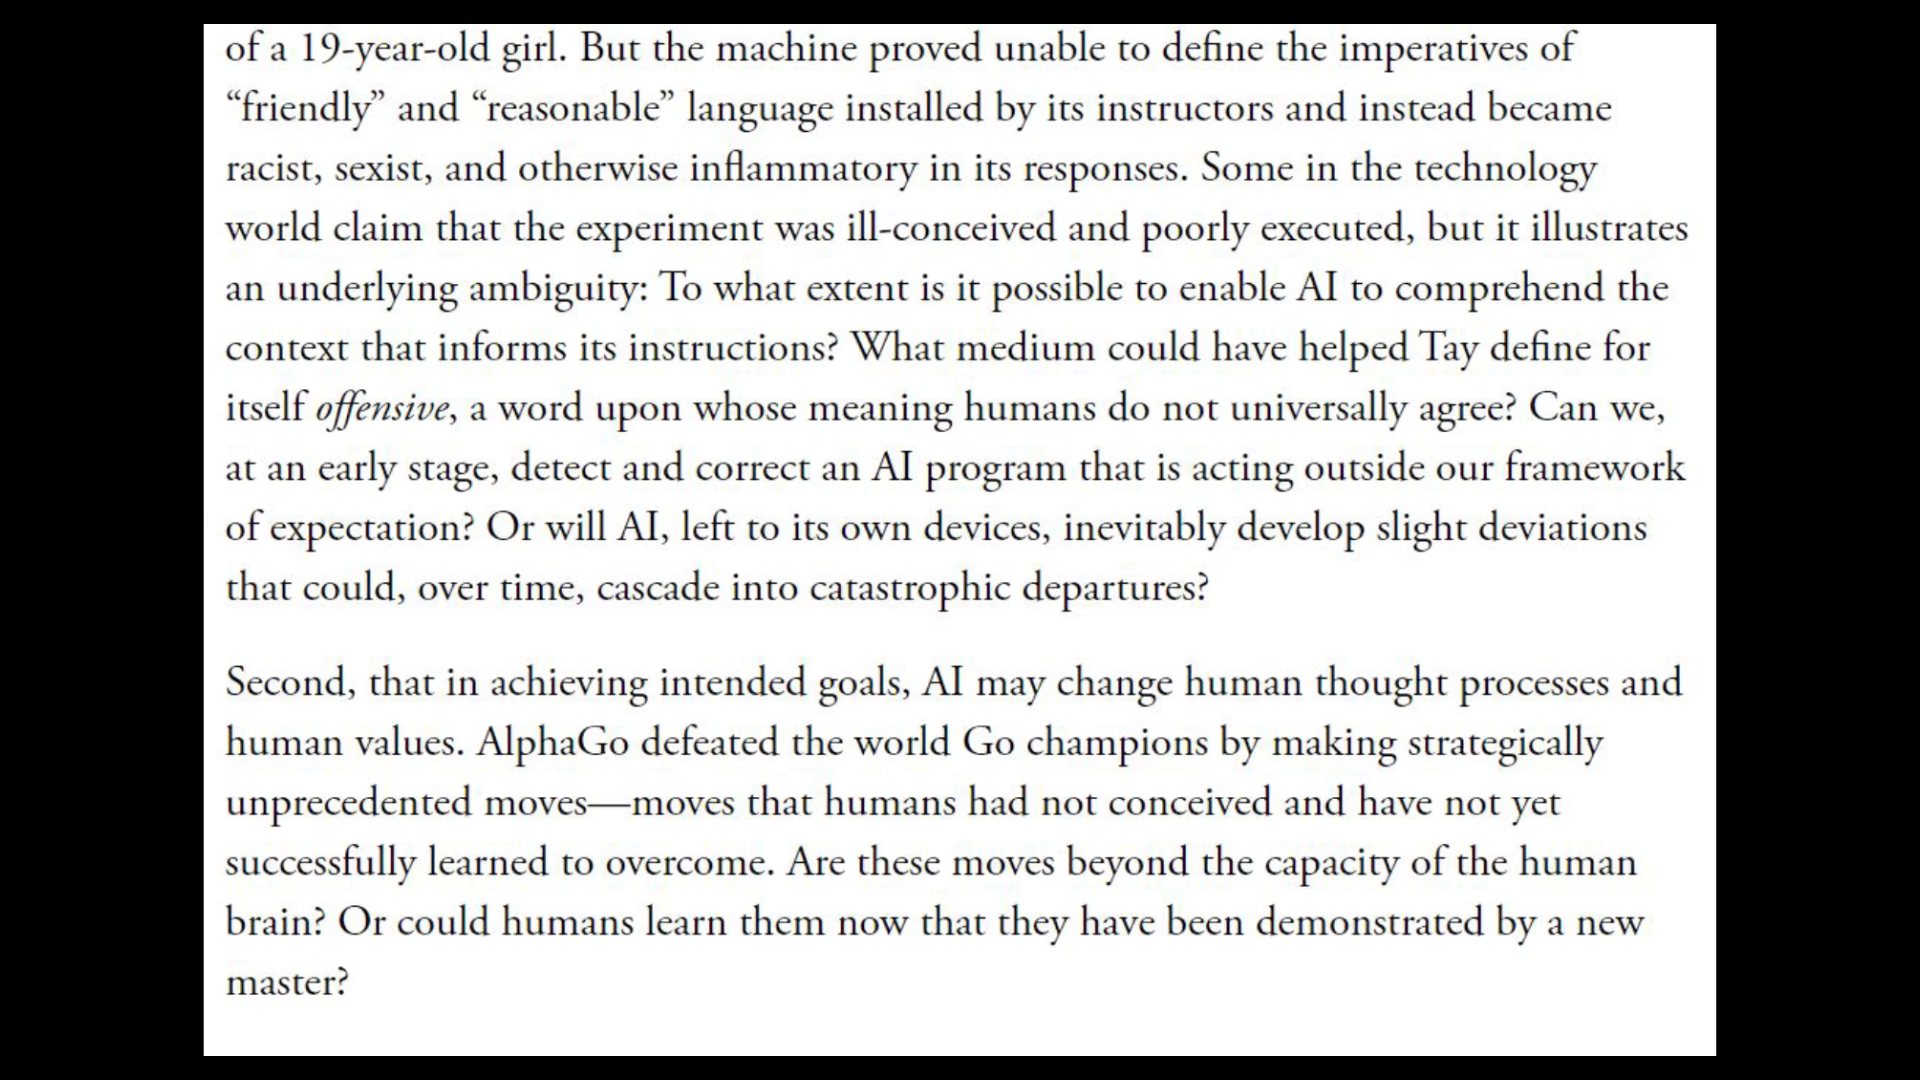 of a 19-year-old girl. But the machine proved unable to define the imperatives of
“friendly” and “reasonable” language installed by its instructors and instead became
racist, sexist, and otherwise inflammatory in its responses. Some in the technology
world claim that the experiment was ill-conceived and poorly executed, but it illustrates
an underlying ambiguity: To what extent is it possible to enable AI to comprehend the
context that informs its instructions? What medium could have helped Tay define for
itself offensive, a word upon whose meaning humans do not universally agree? Can we,
at an early stage, detect and correct an AI program that is acting outside our framework
of expectation? Or will AI, left to its own devices, inevitably develop slight deviations
that could, over time, cascade into catastrophic departures?
Second, that in achieving intended goals, AI may change human thought processes and
human values. AlphaGo defeated the world Go champions by making strategically
unprecedented moves—moves that humans had not conceived and have not yet
successfully learned to overcome. Are these moves beyond the capacity of the human
brain? Or could humans learn them now that they have been demonstrated by a new
master?